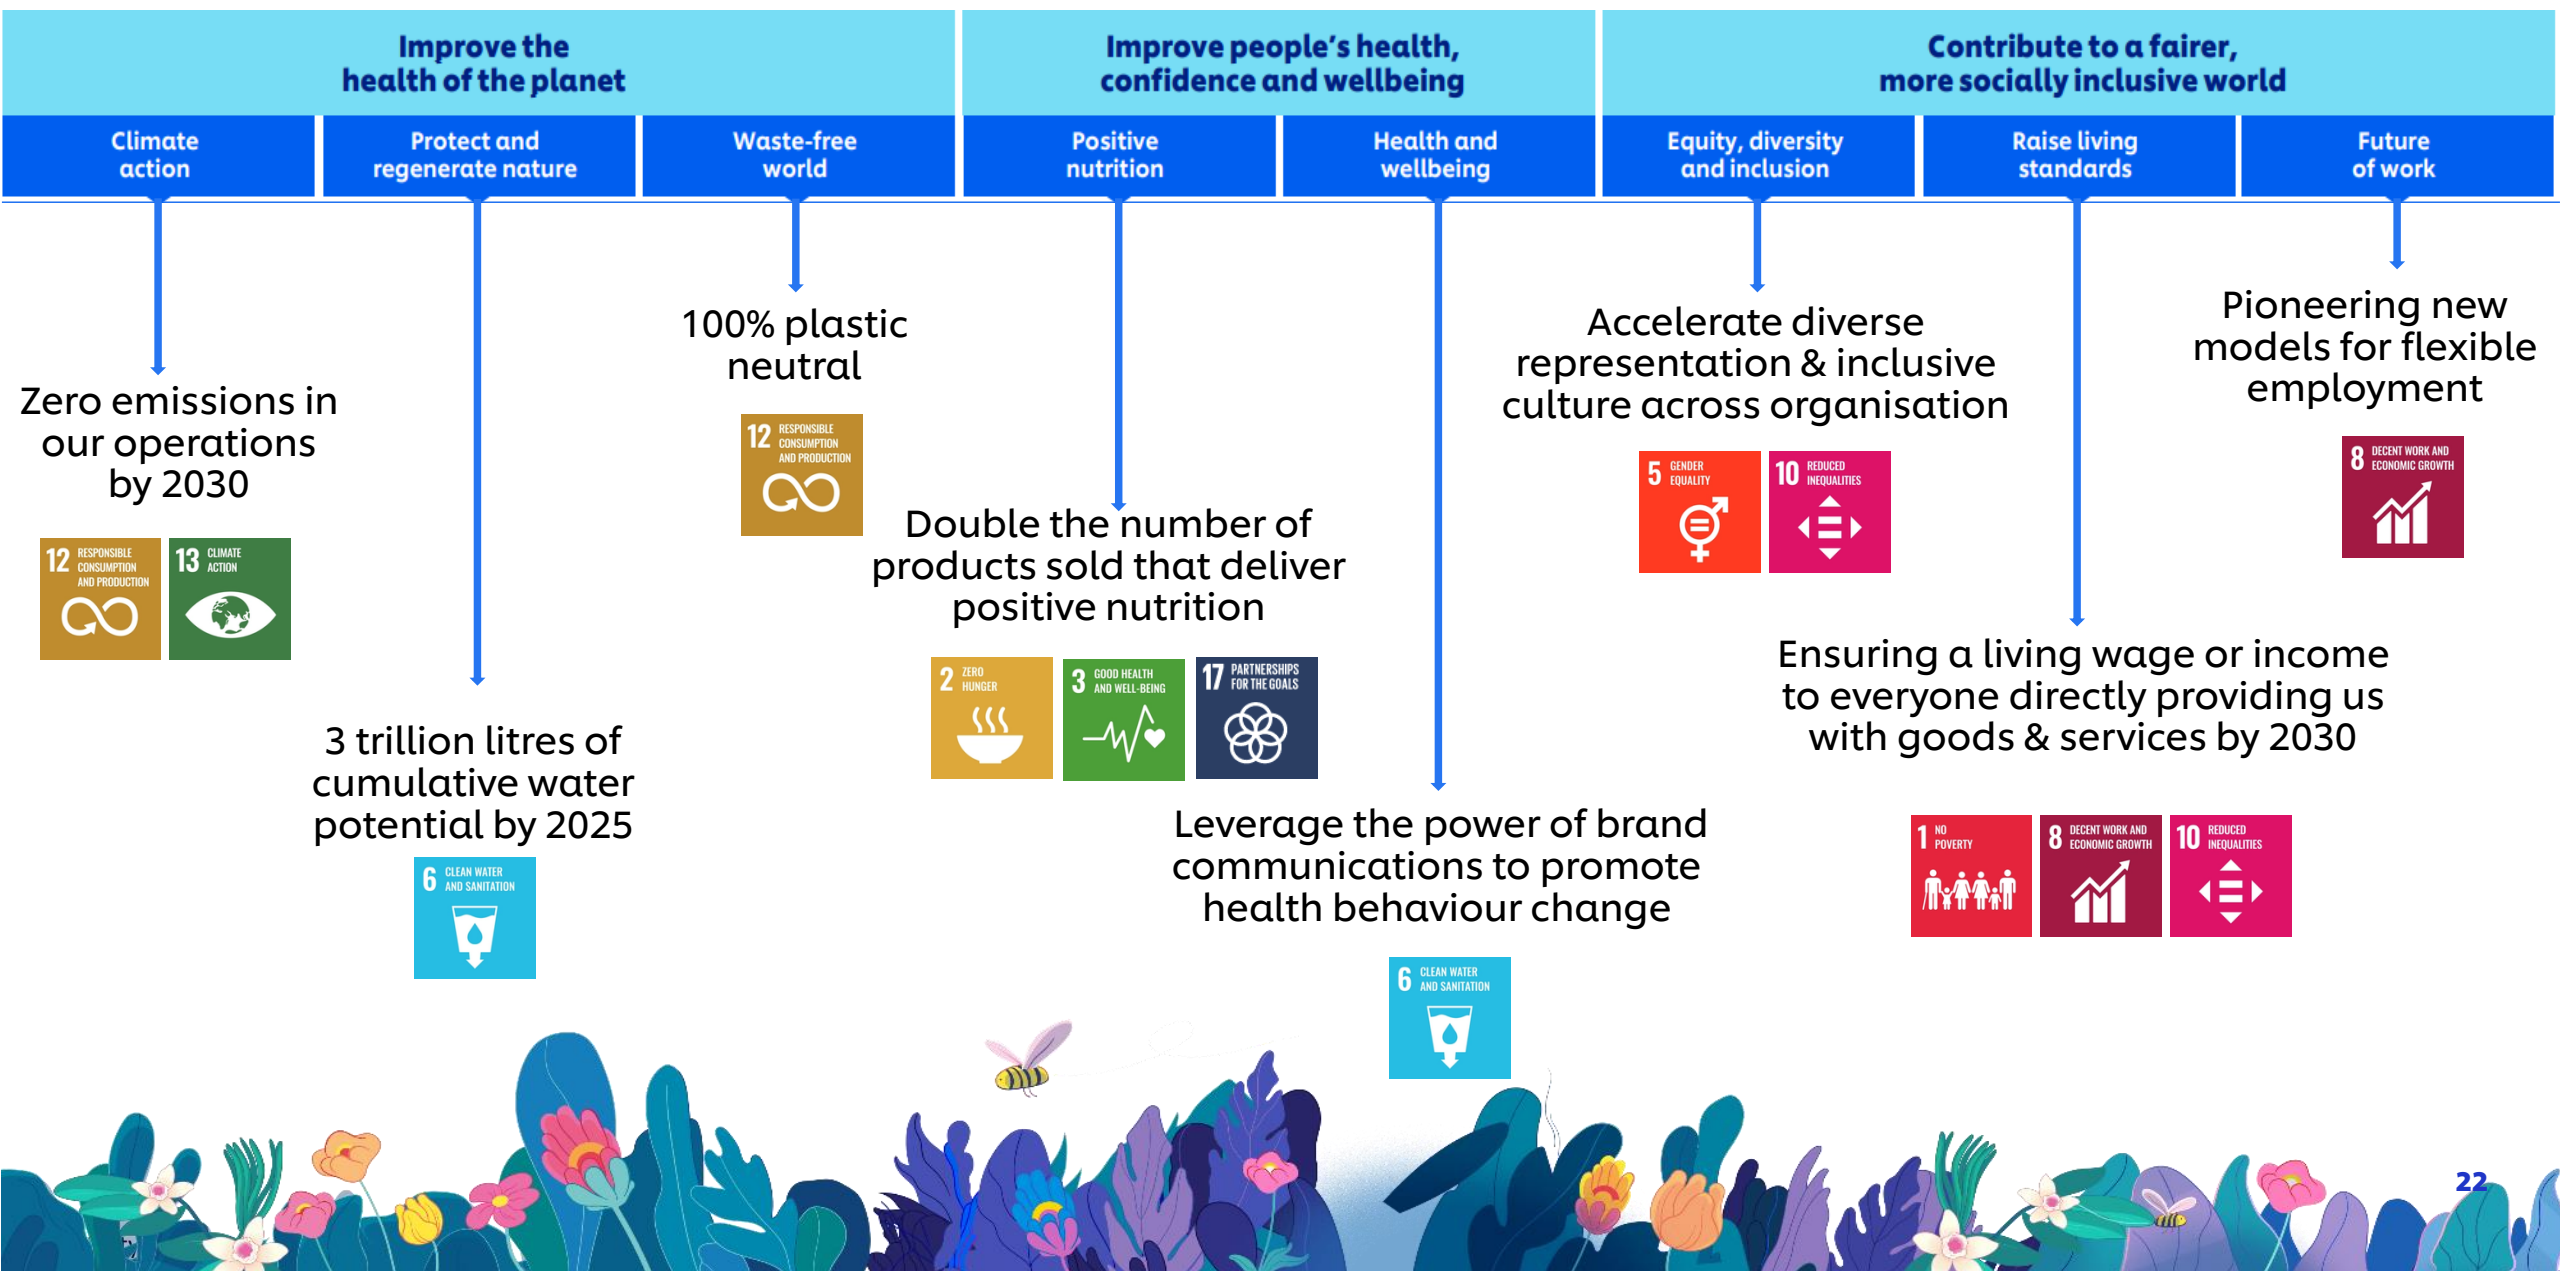 Improve the
health of the planet
Improve people's health,
confidence and wellbeing
Contribute to a fairer,
more socially inclusive world
Climate
action
Protect and
regenerate nature
Waste-free
world
Positive
nutrition
Health and
wellbeing
Equity, diversity
and inclusion
Raise living
standards
Future
of work
Zero emissions in
our operations
by 2030
12 RESPONSIBLE
CONSUMPTION
AND PRODUCTION
13 CLIMATE
ACTION
3 trillion litres of
cumulative water
potential by 2025
6 CLEAN WATER
AND SANITATION
100% plastic
neutral
12 RESPONSIBLE
CONSUMPTION
AND PRODUCTION
Double the number of
products sold that deliver
positive nutrition
2 ZERO
HUNGER
3 GOOD HEALTH
AND WELL-BEING
17 PARTNERSHIPS
FOR THE GOALS
Leverage the power of brand
communications to promote
health behaviour change
6 CLEAN WATER
AND SANITATION
Accelerate diverse
representation & inclusive
culture across organisation
5 GENDER
EQUALITY
10 REDUCED
INEQUALITIES
Ensuring a living wage or income
to everyone directly providing us
with goods & services by 2030
1 NO
POVERTY
8 DECENT WORK AND
ECONOMIC GROWTH
10 REDUCED
INEQUALITIES
Pioneering new
models for flexible
employment
8 DECENT WORK AND
ECONOMIC GROWTH
22